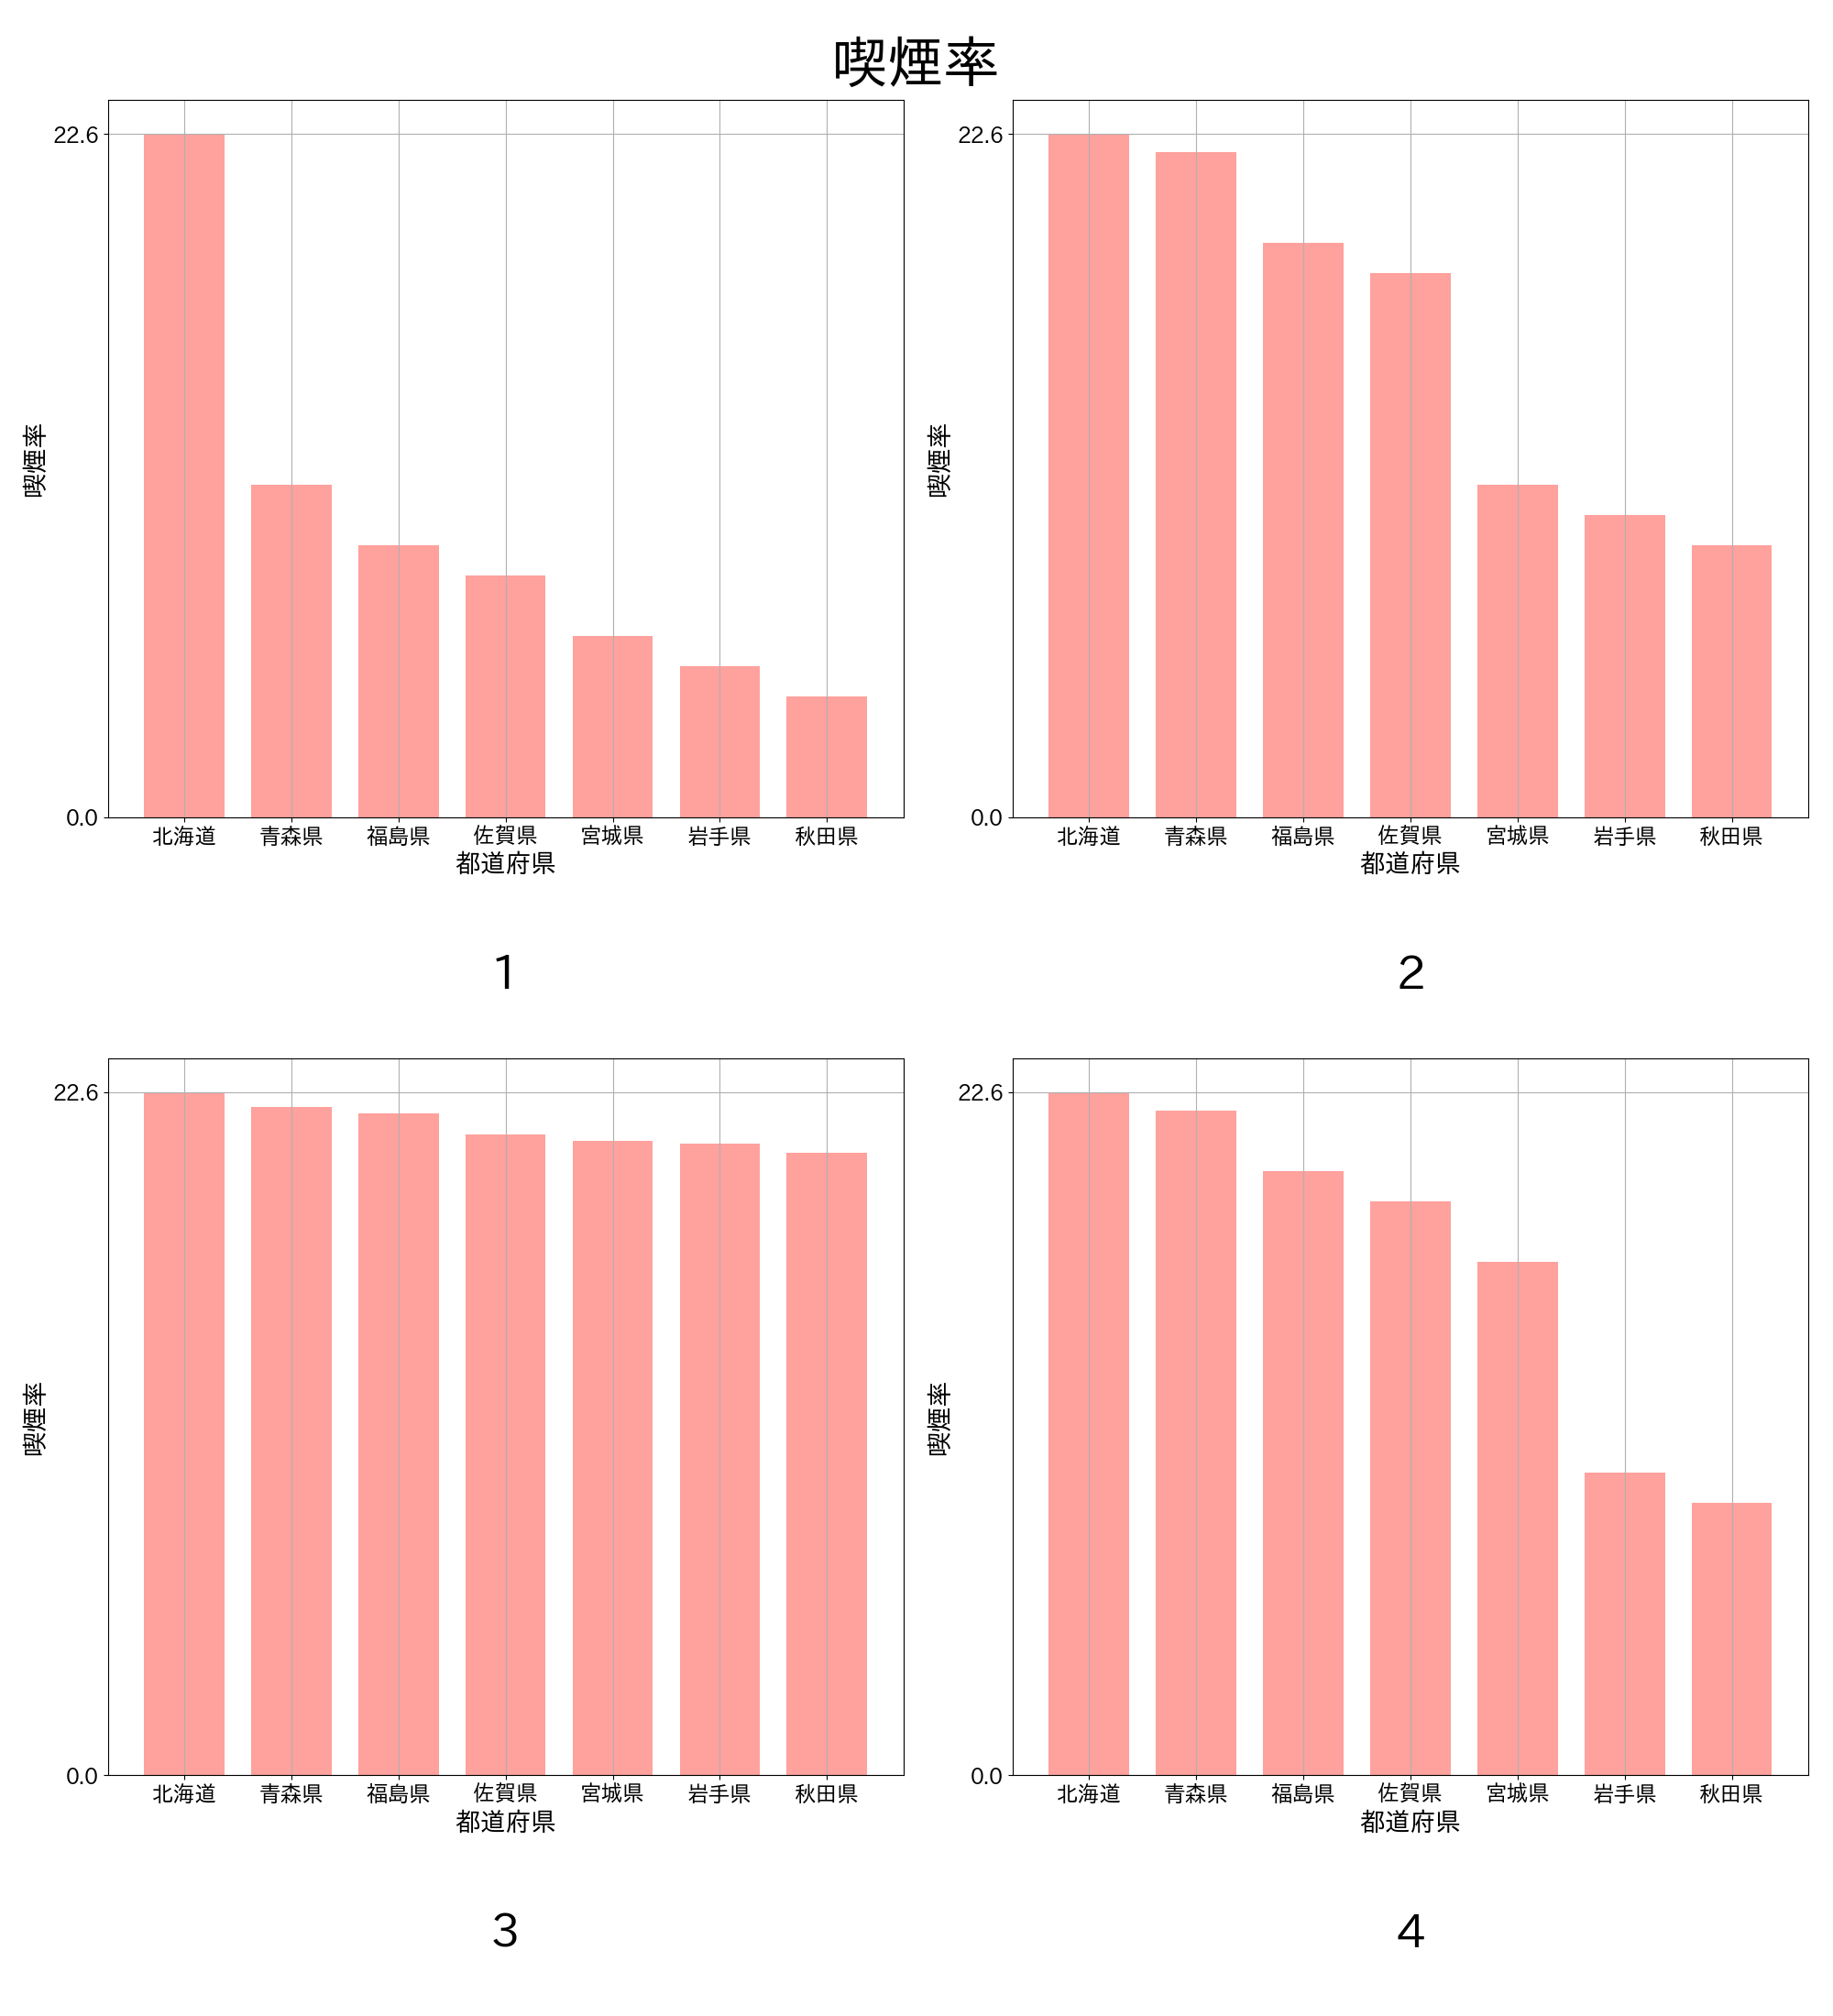 喫煙率
22.6
0.0
喫煙率
北海道 青森県 福島県 佐賀県 宮城県 岩手県 秋田県
都道府県
1
22.6
0.0
喫煙率
北海道 青森県 福島県 佐賀県 宮城県 岩手県 秋田県
都道府県
2
22.6
0.0
喫煙率
北海道 青森県 福島県 佐賀県 宮城県 岩手県 秋田県
都道府県
3
22.6
0.0
喫煙率
北海道 青森県 福島県 佐賀県 宮城県 岩手県 秋田県
都道府県
4